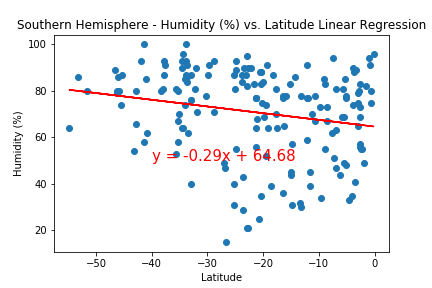 Southern Hemisphere - Humidity (%) vs. Latitude Linear Regression
100
80
60
40
20
Humidity (%)
y = -0.29x + 64.68
−50 −40 −30 −20 −10 0
Latitude